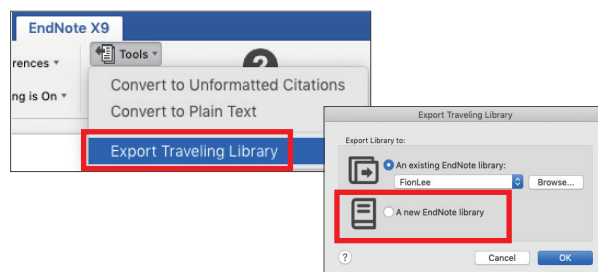 EndNote X9
rences
Tools
?
ng is On
Convert to Unformatted Citations
Convert to Plain Text
Export Traveling Library
Export Traveling Library
Export Library to:
An existing EndNote library:
FionLee
Browse...
A new EndNote library
?
Cancel
OK